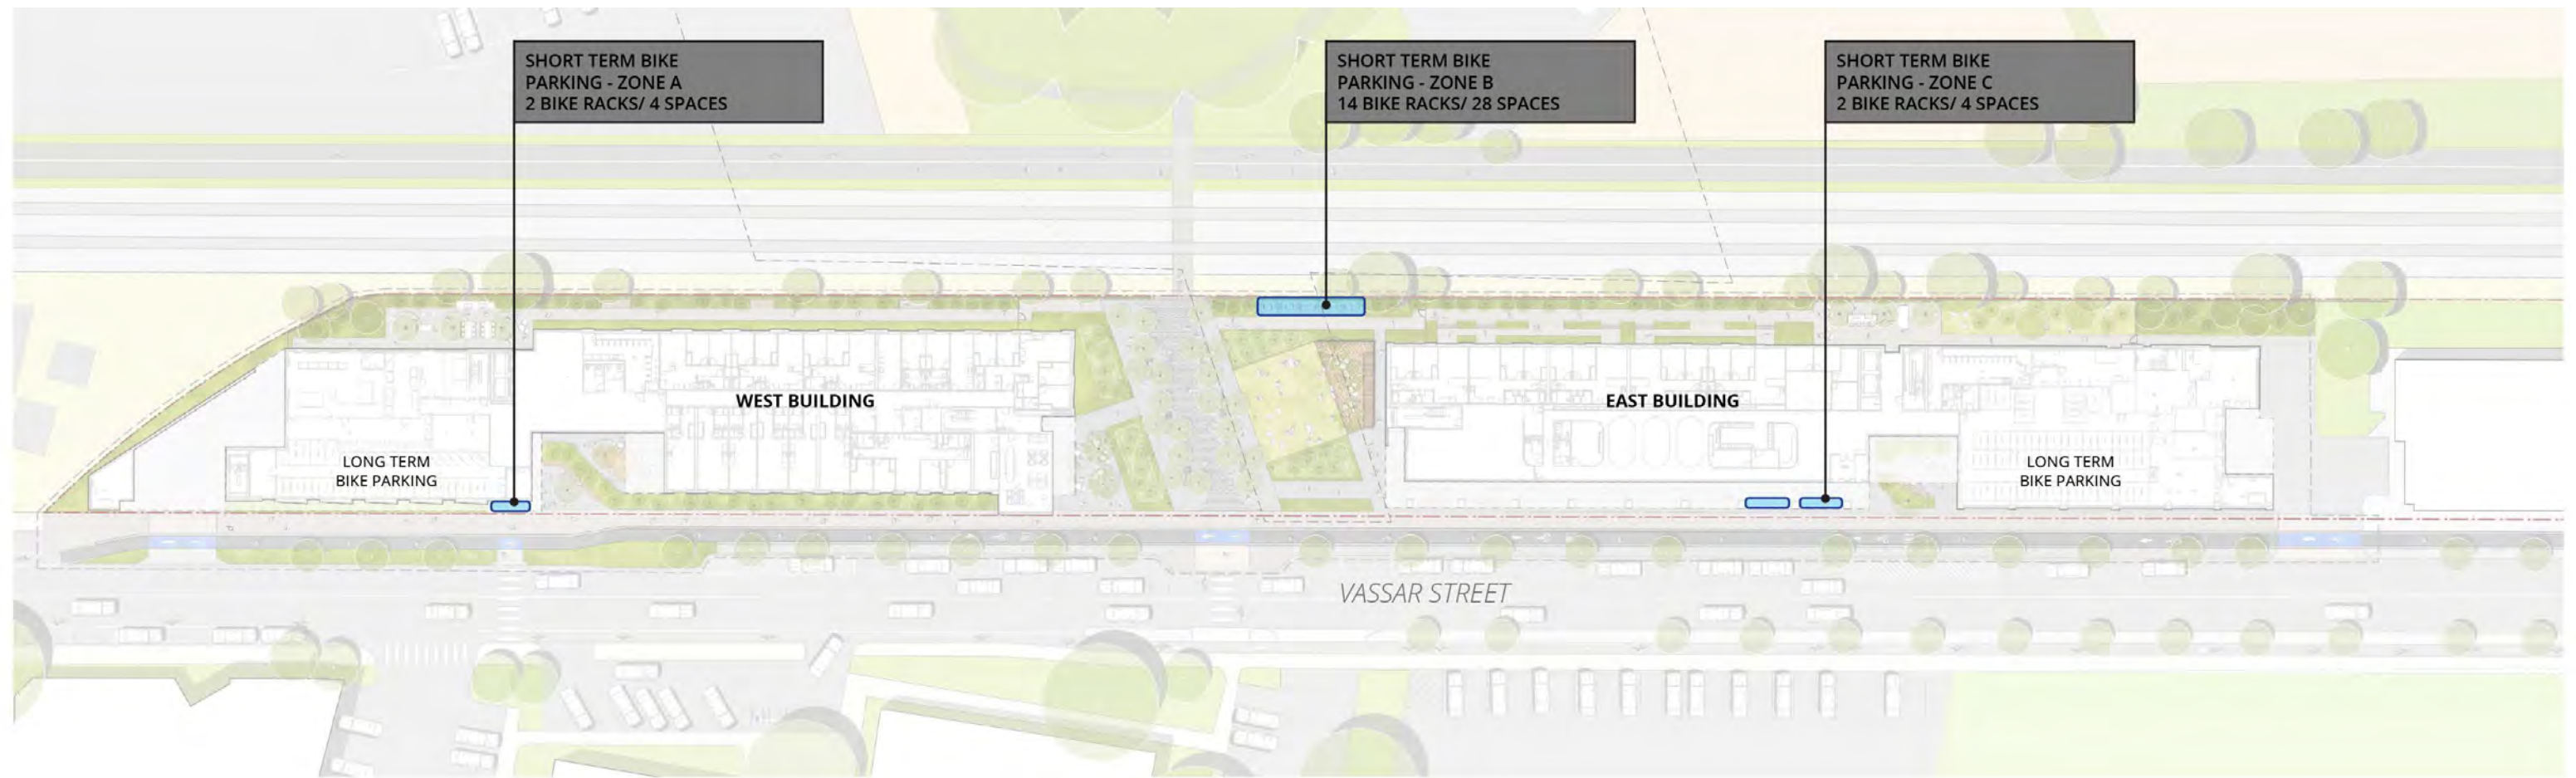 SHORT TERM BIKE
PARKING - ZONE A
2 BIKE RACKS/ 4 SPACES
SHORT TERM BIKE
PARKING - ZONE B
14 BIKE RACKS/ 28 SPACES
SHORT TERM BIKE
PARKING - ZONE C
2 BIKE RACKS/ 4 SPACES
WEST BUILDING
EAST BUILDING
LONG TERM
BIKE PARKING
LONG TERM
BIKE PARKING
VASSAR STREET